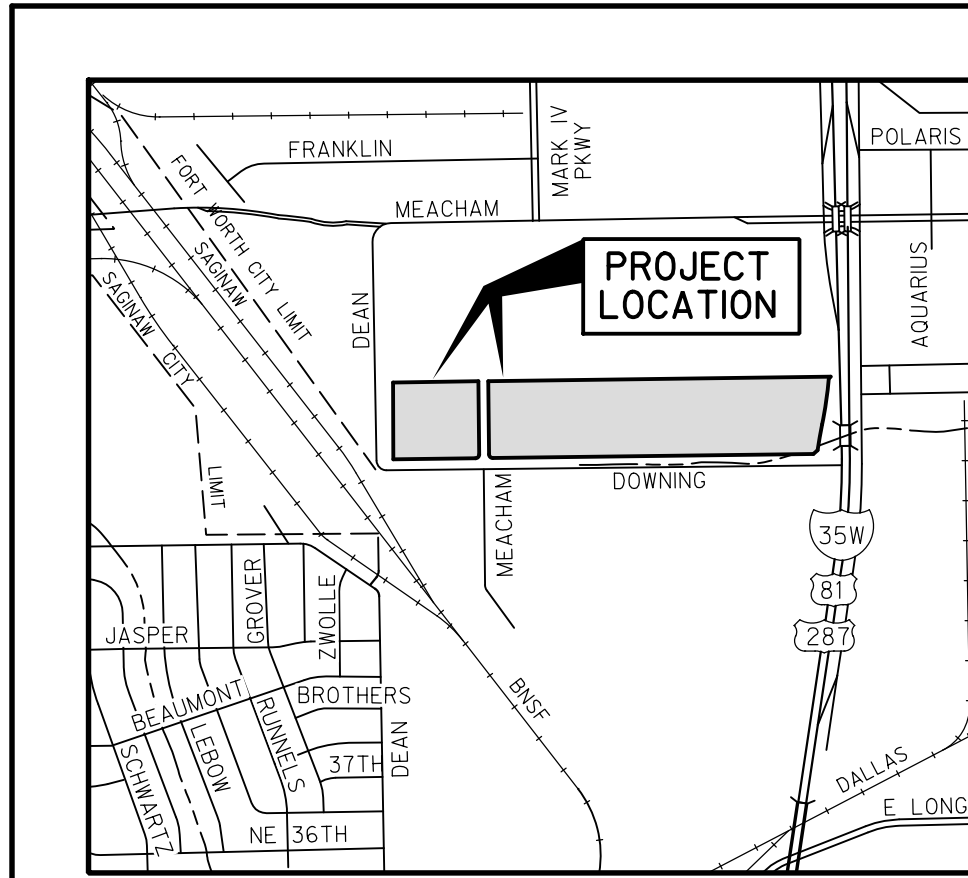 POLARIS
MARK IV
PKWY
FRANKLIN
FORT WORTH CITY LIMIT
MEACHAM
SAGINAW
SAGINAW CITY
LIMIT
DEAN
PROJECT
LOCATION
AQUARIUS
MEACHAM
DOWNING
35W
81
287
GROVER
ZWOLLE
JASPER
BEAUMONT
BROTHERS
RUNNELS
LEBOW
SCHWARTZ
37TH
DEAN
BNSF
DALLAS
E LONG
NE 36TH